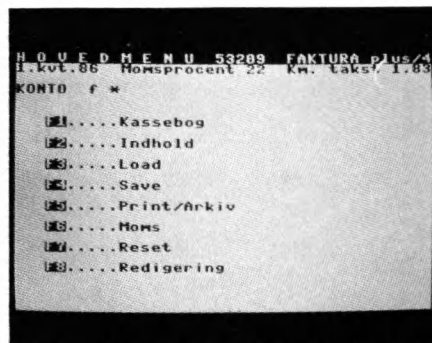 H O V E D M E N U 53209 FAKTURA plus/4
1.kvt.86 Momsprocent 22 Km. takst 1.83
KONTO f *
F1.....Kassebog
F2.....Indhold
F3.....Load
F4.....Save
F5.....Print/Arkiv
F6.....Moms
F7.....Reset
F8.....Redigering